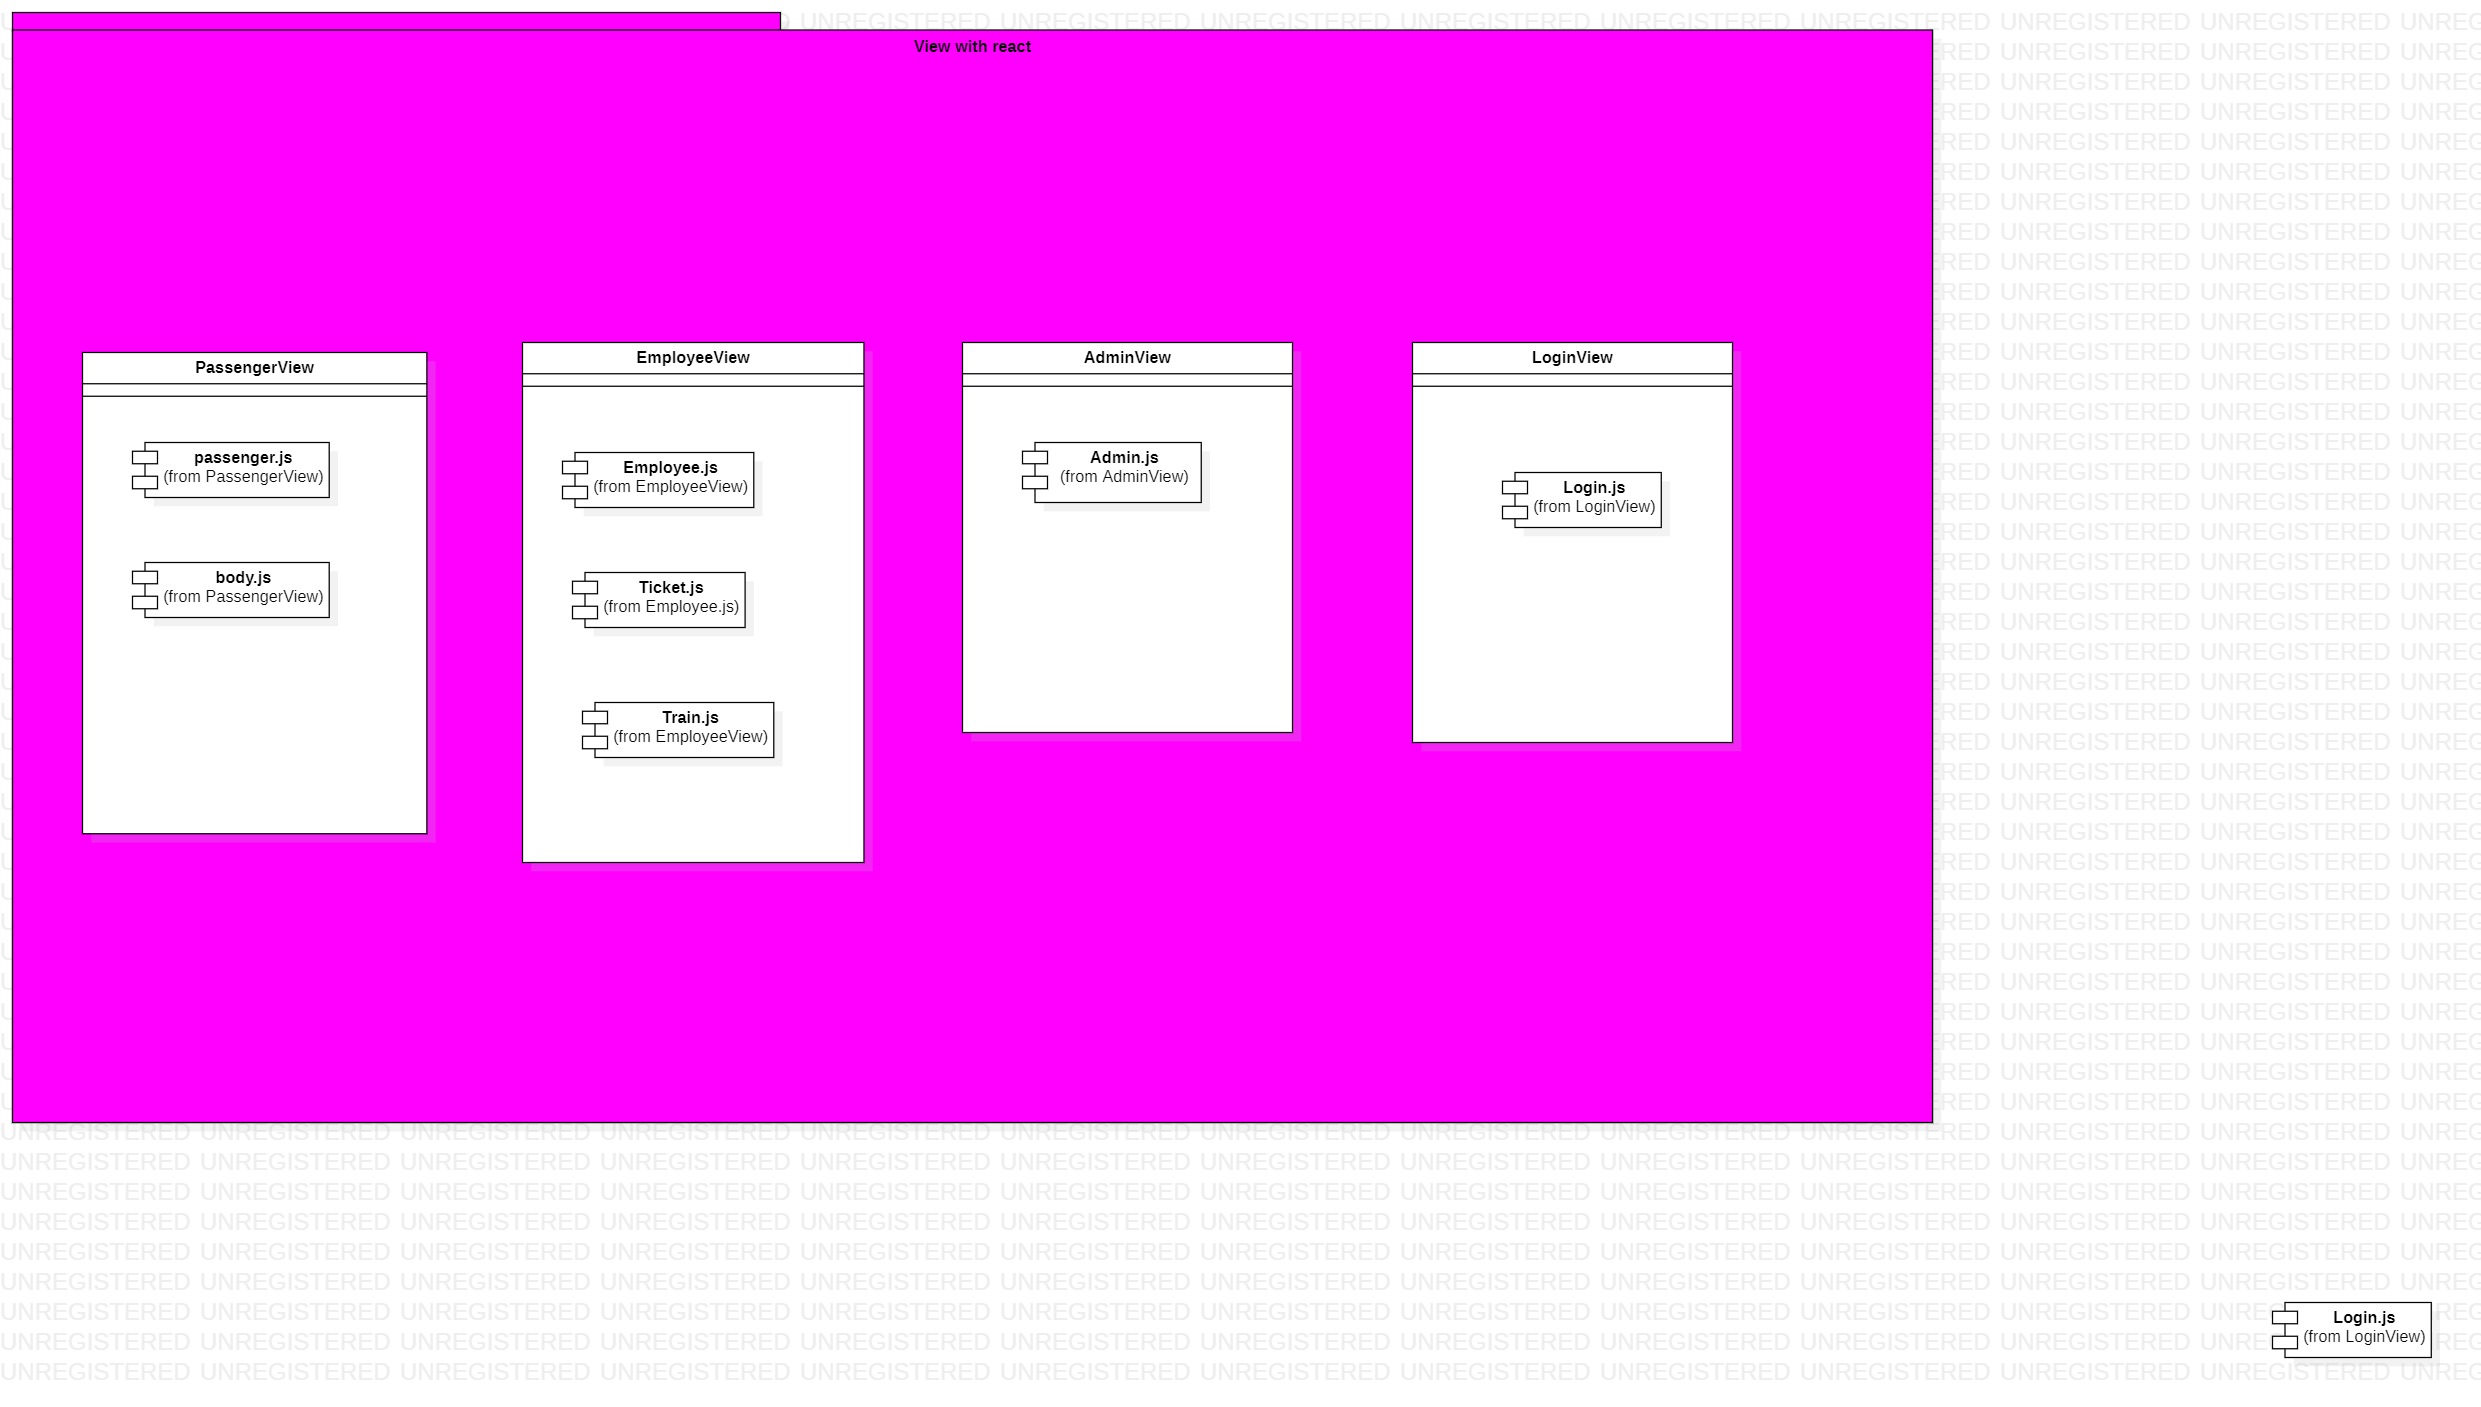 View with react
PassengerView
passenger.js
(from PassengerView)
body.js
(from PassengerView)
EmployeeView
Employee.js
(from EmployeeView)
Ticket.js
(from Employee.js)
Train.js
(from EmployeeView)
AdminView
Admin.js
(from AdminView)
LoginView
Login.js
(from LoginView)
Login.js
(from LoginView)
UNREGISTERED UNREGISTERED UNREGISTERED UNREGISTERED UNREGISTERED UNREGISTERED UNREGISTERED UNREGISTERED UNREGISTERED UNREGISTERED UNREGISTERED UNREGISTERED UNREG